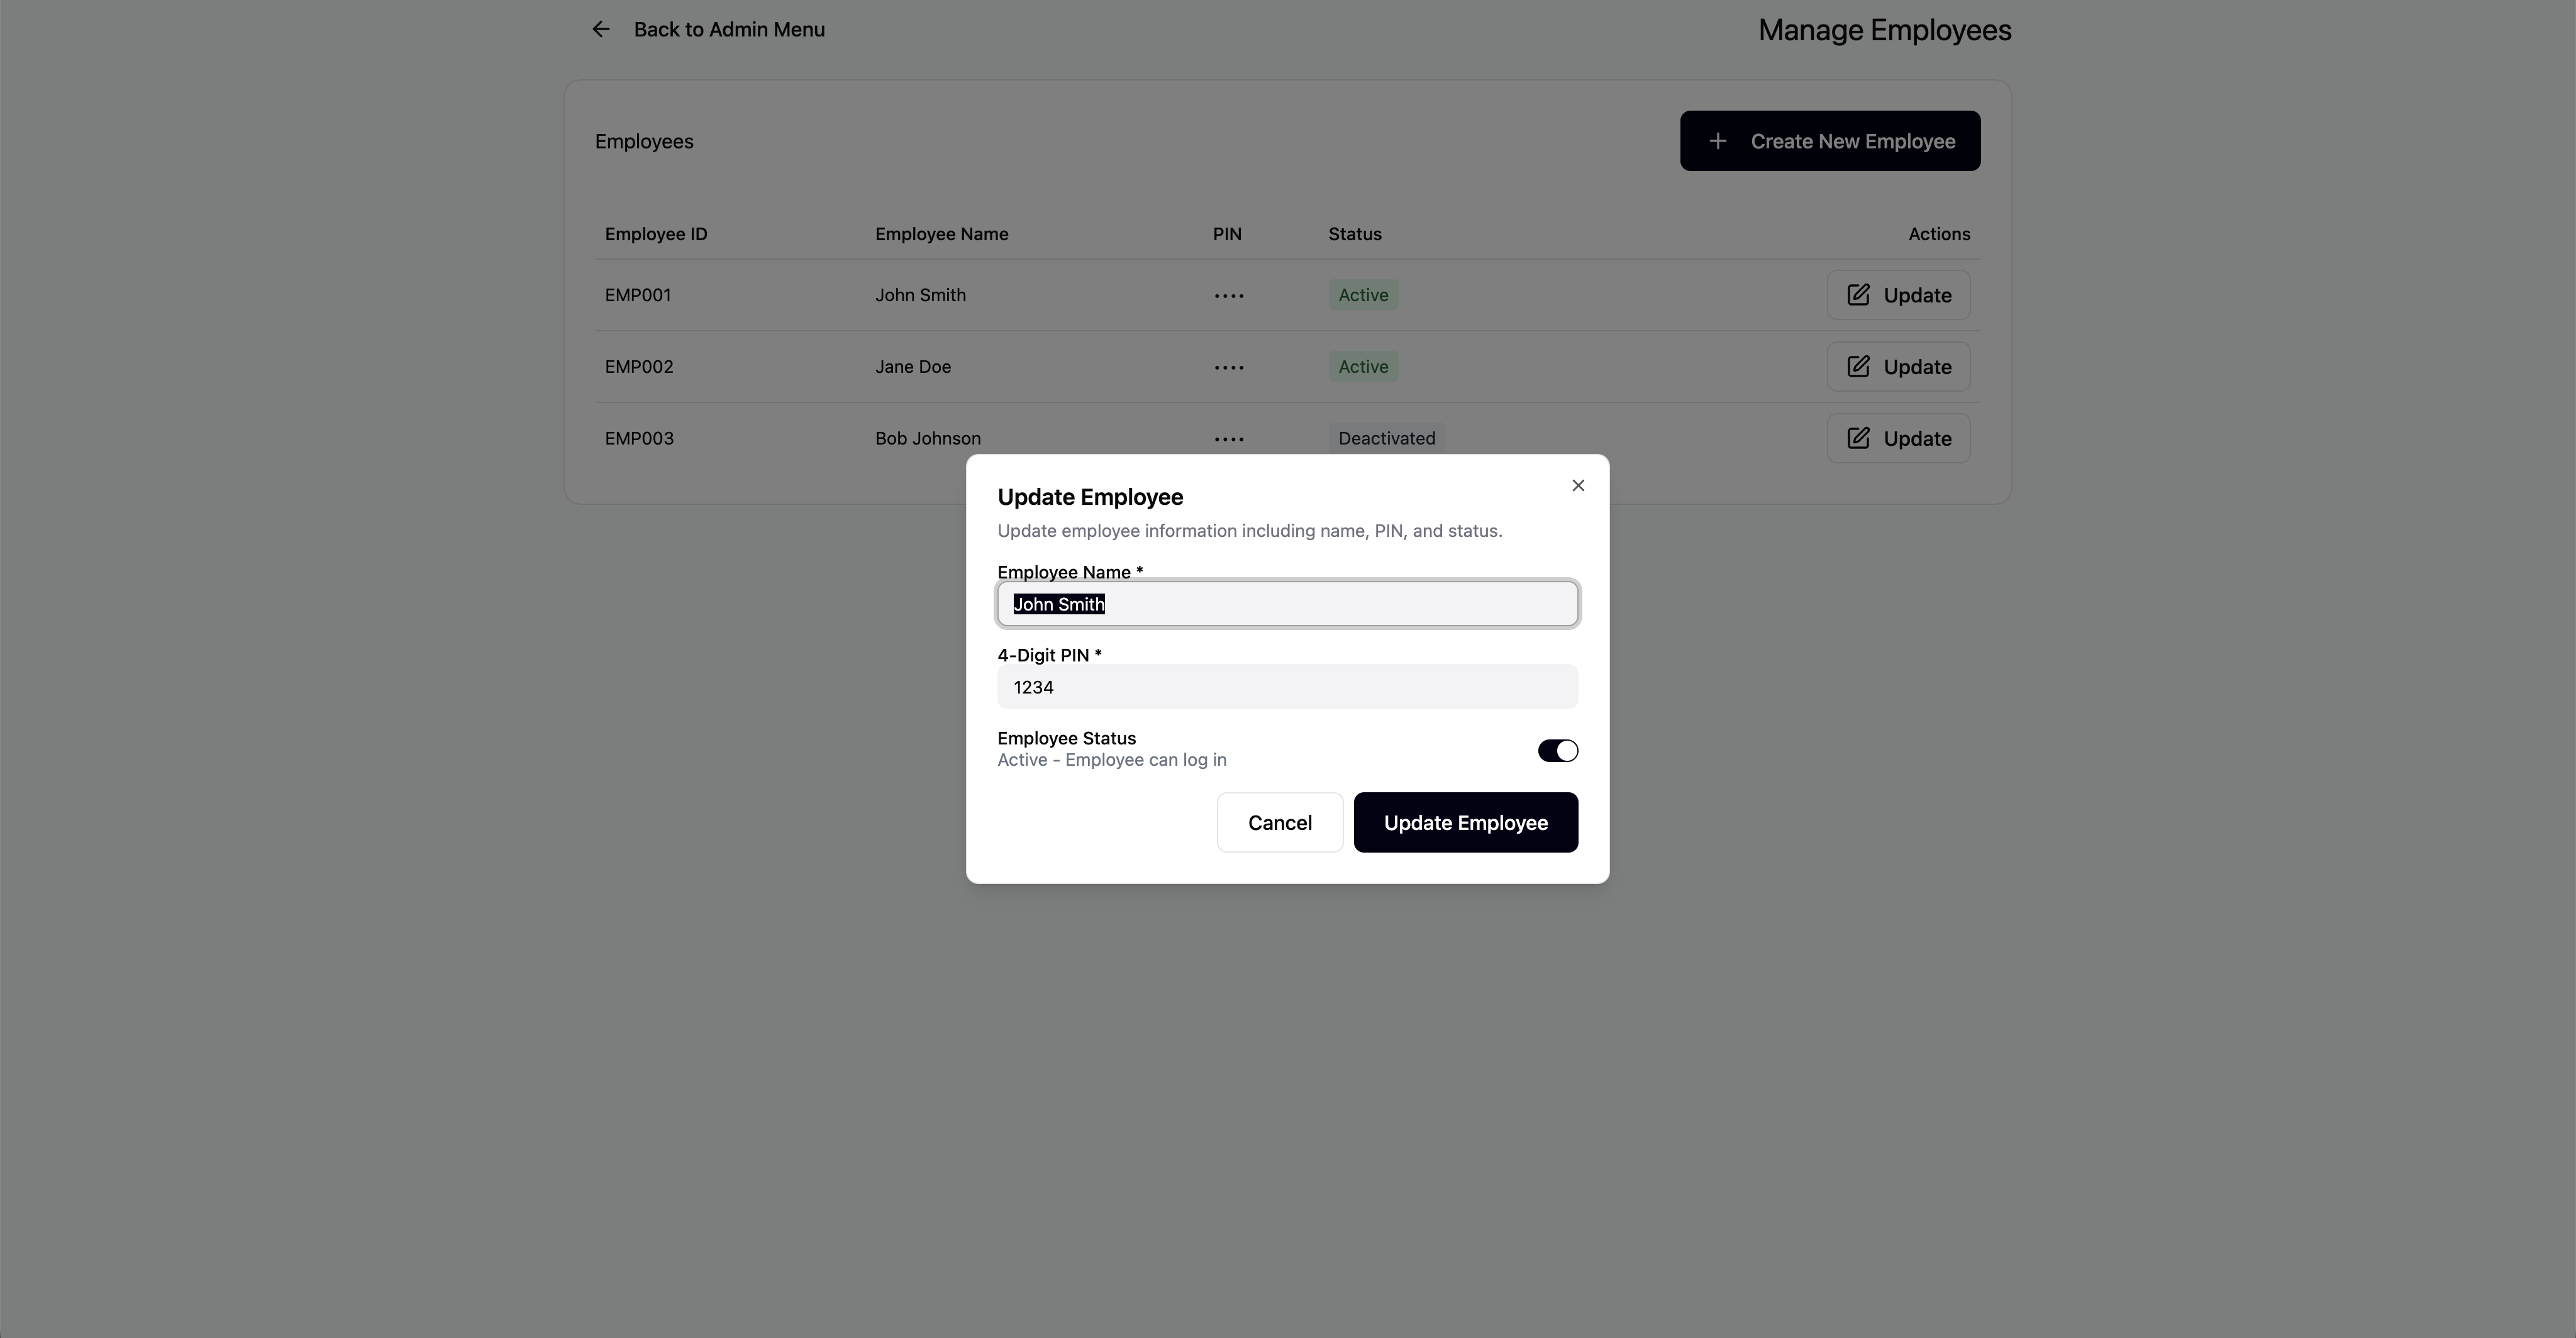 Back to Admin Menu
Manage Employees
Employees
Create New Employee
Employee ID Employee Name PIN Status Actions
EMP001 John Smith •••• Active Update
EMP002 Jane Doe •••• Active Update
EMP003 Bob Johnson •••• Deactivated Update
Update Employee
Update employee information including name, PIN, and status.
Employee Name *
John Smith
4-Digit PIN *
1234
Employee Status
Active - Employee can log in
Cancel Update Employee